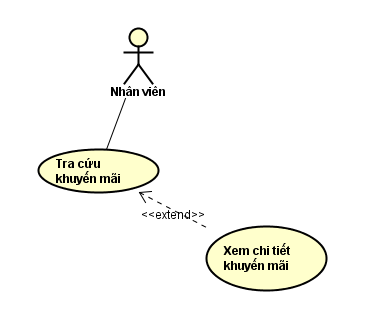 Nhân viên
Tra cứu
khuyến mãi
<<extend>>
Xem chi tiết
khuyến mãi